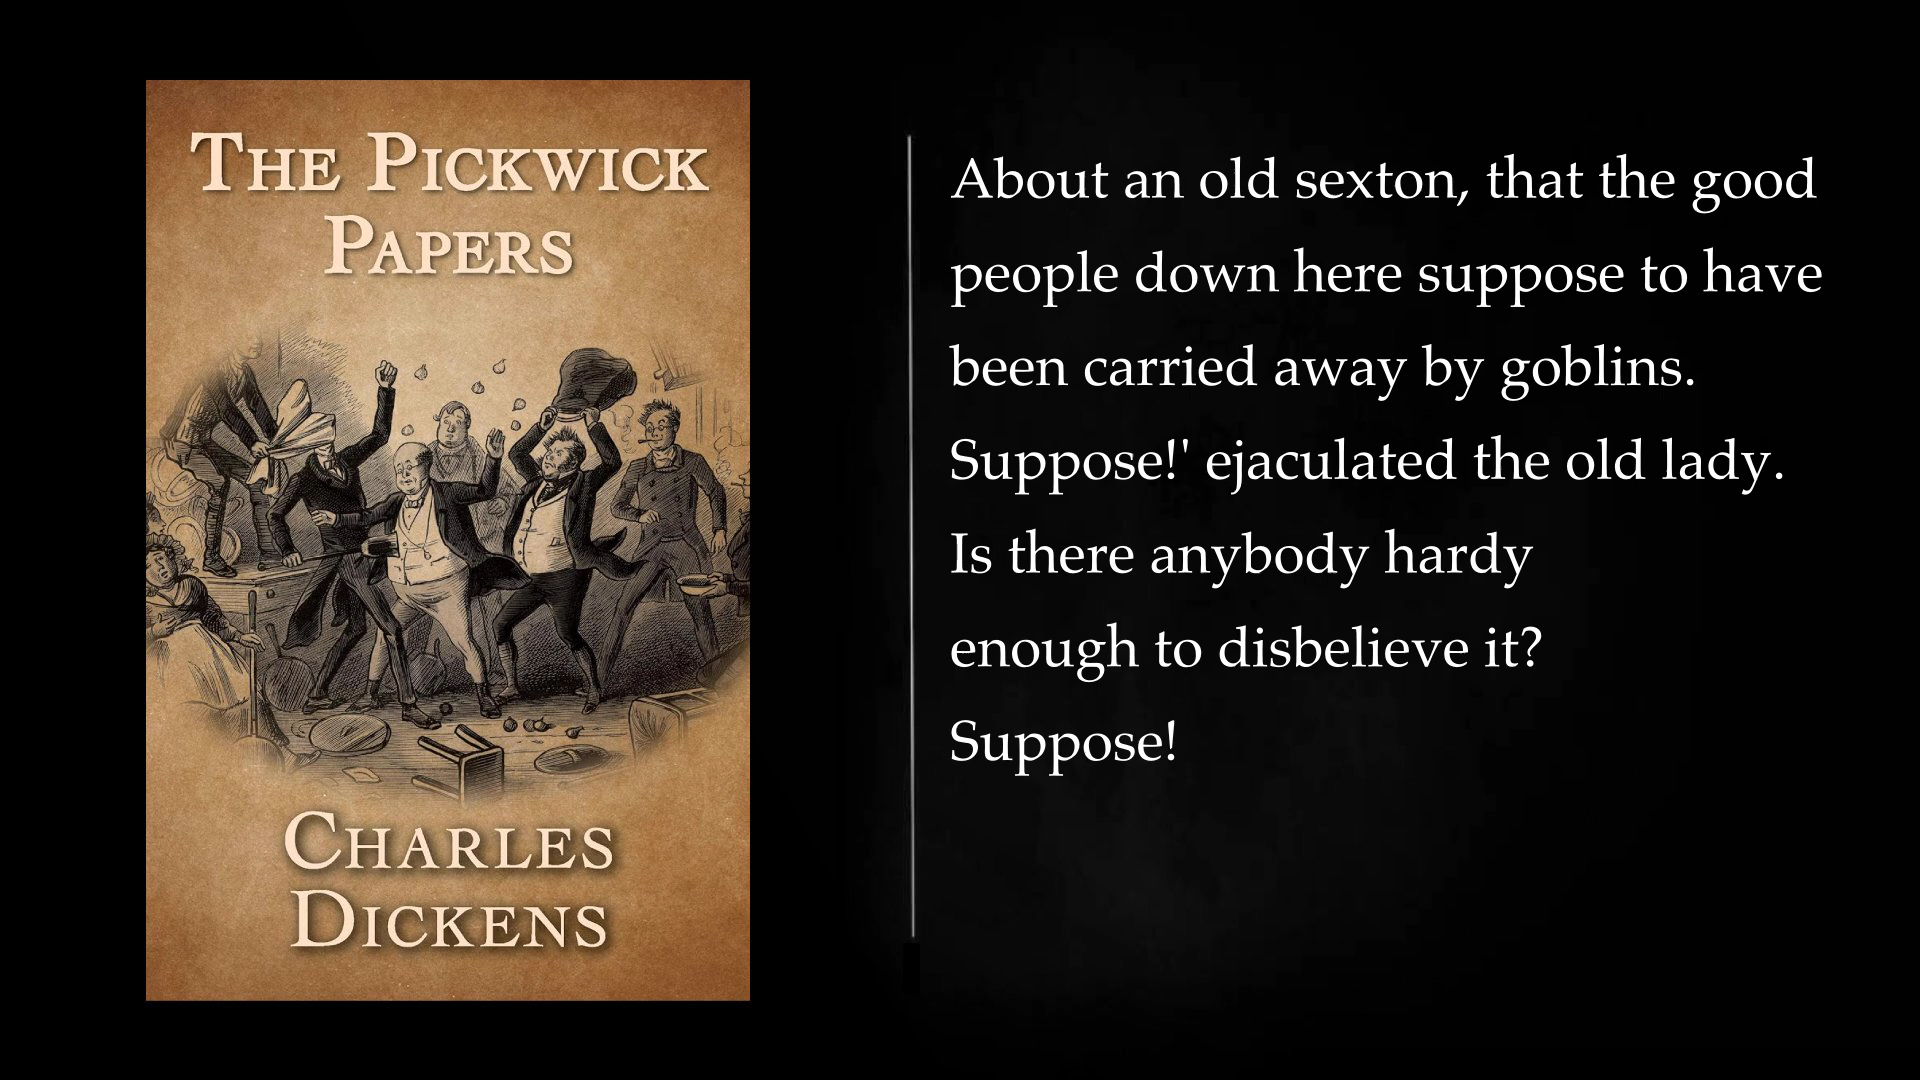 THE PICKWICK
PAPERS
CHARLES
DICKENS
About an old sexton, that the good
people down here suppose to have
been carried away by goblins.
Suppose!' ejaculated the old lady.
Is there anybody hardy
enough to disbelieve it?
Suppose!